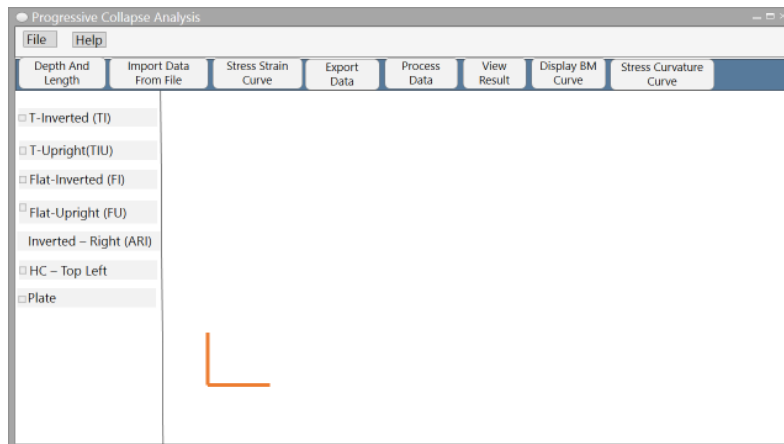 Progressive Collapse Analysis
File Help
Depth And Length
Import Data From File
Stress Strain Curve
Export Data
Process Data
View Result
Display BM Curve
Stress Curvature Curve
T-Inverted (TI)
T-Upright(TIU)
Flat-Inverted (FI)
Flat-Upright (FU)
Inverted – Right (ARI)
HC – Top Left
Plate